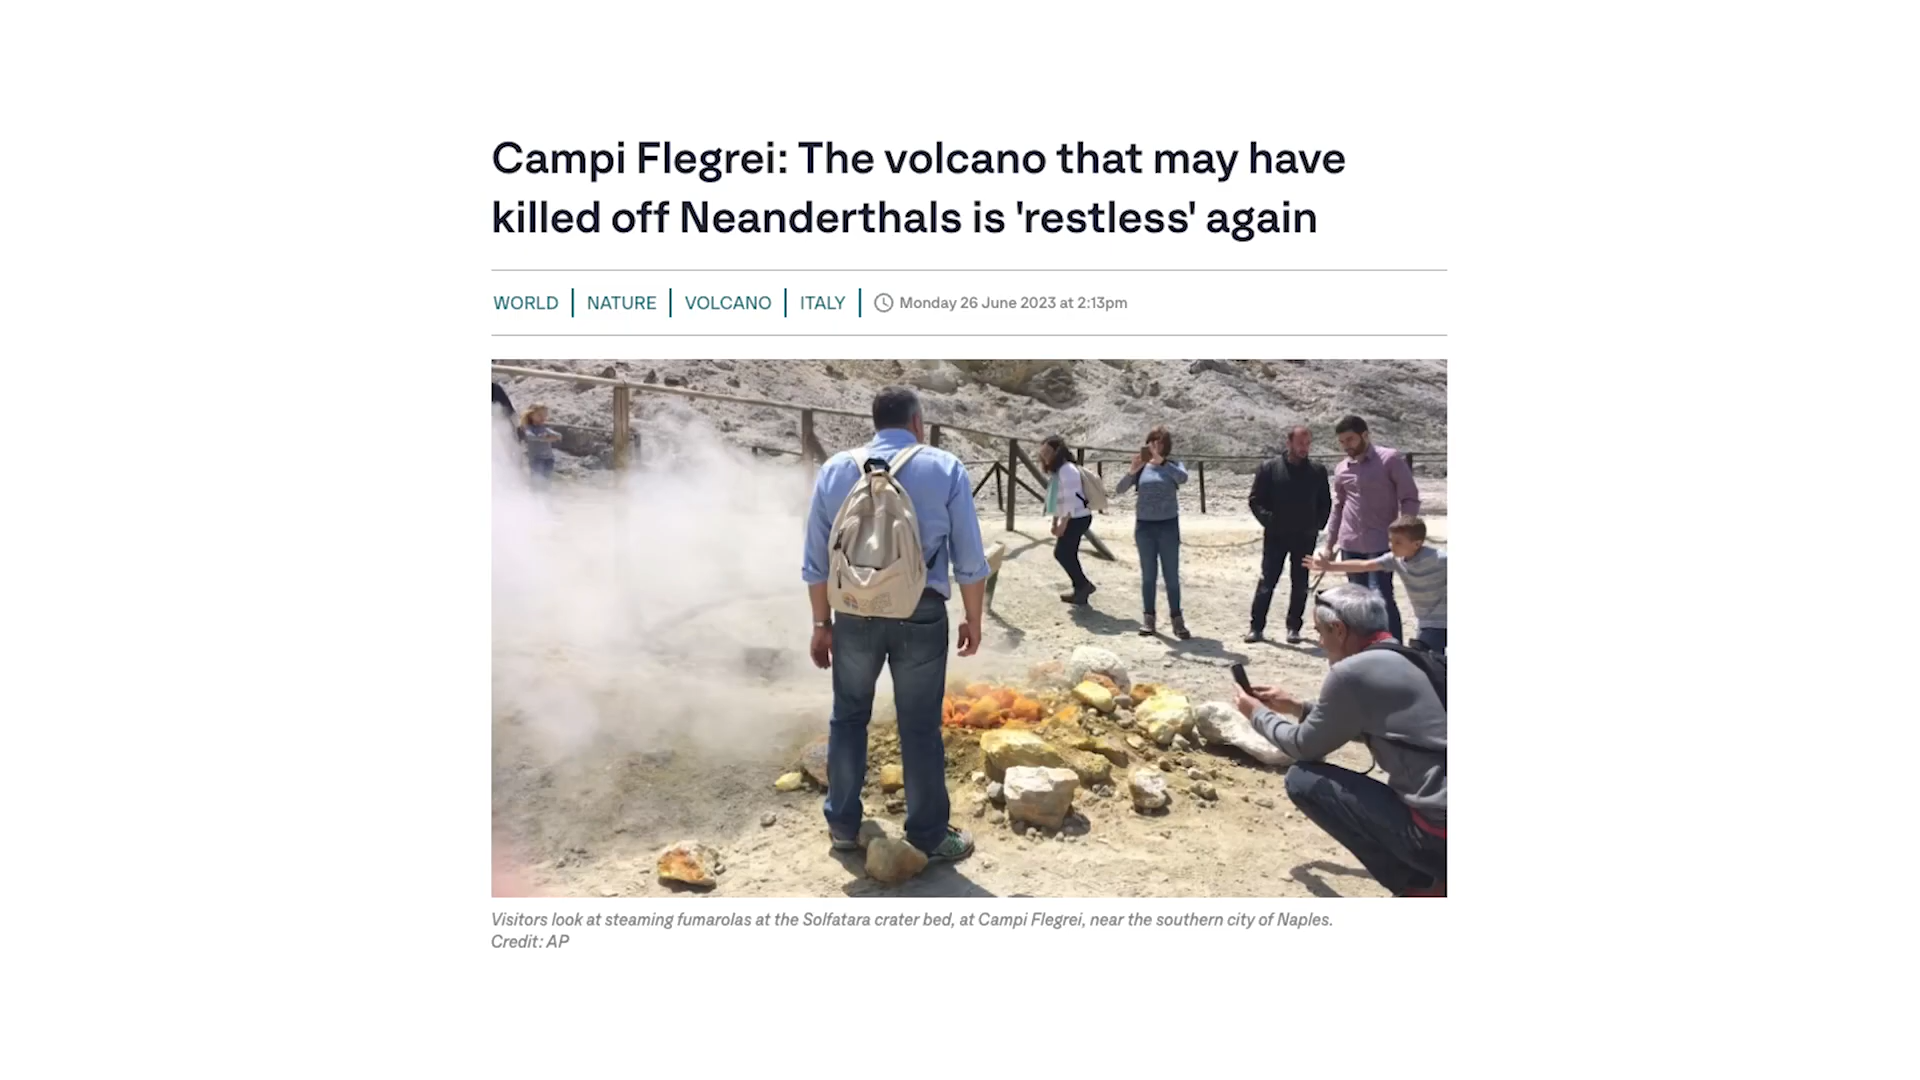 Campi Flegrei: The volcano that may have
killed off Neanderthals is 'restless' again
WORLD | NATURE | VOLCANO | ITALY | Monday 26 June 2023 at 2:13pm
Visitors look at steaming fumarolas at the Solfatara crater bed, at Campi Flegrei, near the southern city of Naples.
Credit: AP